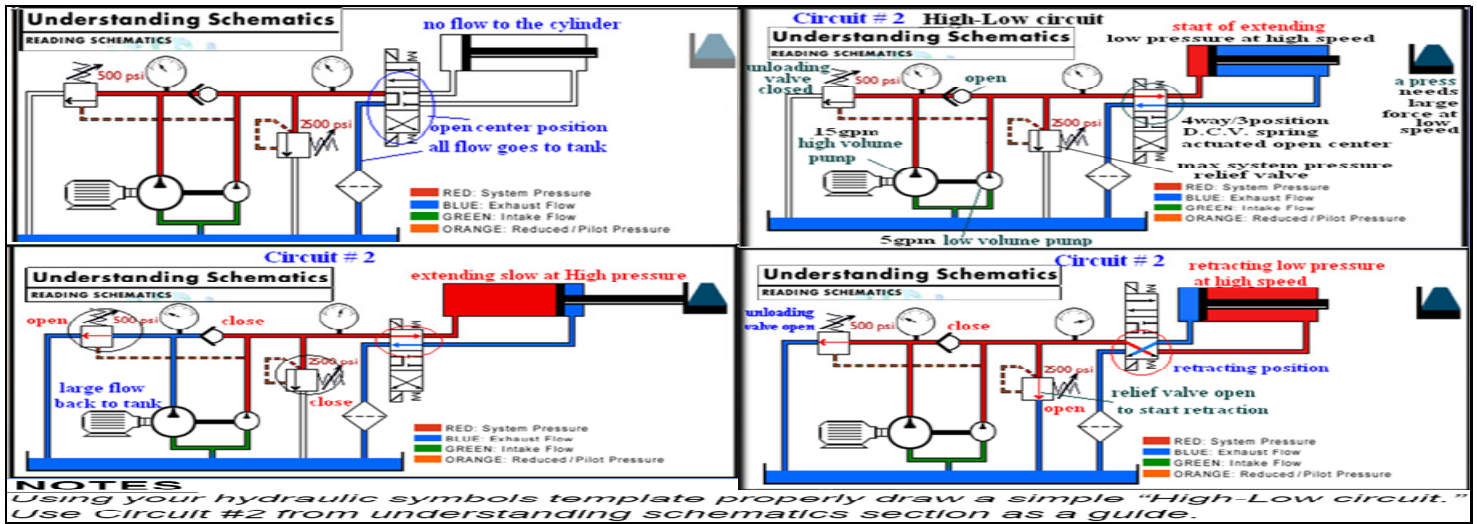 Understanding Schematics
READING SCHEMATICS
no flow to the cylinder
500 psi
2500 psi
open center position
all flow goes to tank
RED: System Pressure
BLUE: Exhaust Flow
GREEN: Intake Flow
ORANGE: Reduced/Pilot Pressure
Circuit # 2 High-Low circuit
Understanding Schematics
READING SCHEMATICS
start of extending
low pressure at high speed
unloading
valve
closed
500 psi
open
a press
needs
large
force at
low
speed
2500 psi
4way/3position
D.C.V. spring
actuated open center
15gpm
high volume
pump
max system pressure
relief valve
RED: System Pressure
BLUE: Exhaust Flow
GREEN: Intake Flow
ORANGE: Reduced/Pilot Pressure
5gpm low volume pump
Circuit # 2
Understanding Schematics
READING SCHEMATICS
extending slow at High pressure
open
500 psi
close
2500 psi
close
large flow
back to tank
RED: System Pressure
BLUE: Exhaust Flow
GREEN: Intake Flow
ORANGE: Reduced/Pilot Pressure
Circuit # 2
Understanding Schematics
READING SCHEMATICS
retracting low pressure
at high speed
unloading
valve open
500 psi
close
2500 psi
retracting position
relief valve open
to start retraction
open
RED: System Pressure
BLUE: Exhaust Flow
GREEN: Intake Flow
ORANGE: Reduced/Pilot Pressure
NOTES
Using your hydraulic symbols template properly draw a simple “High-Low circuit.”
Use Circuit #2 from understanding schematics section as a guide.